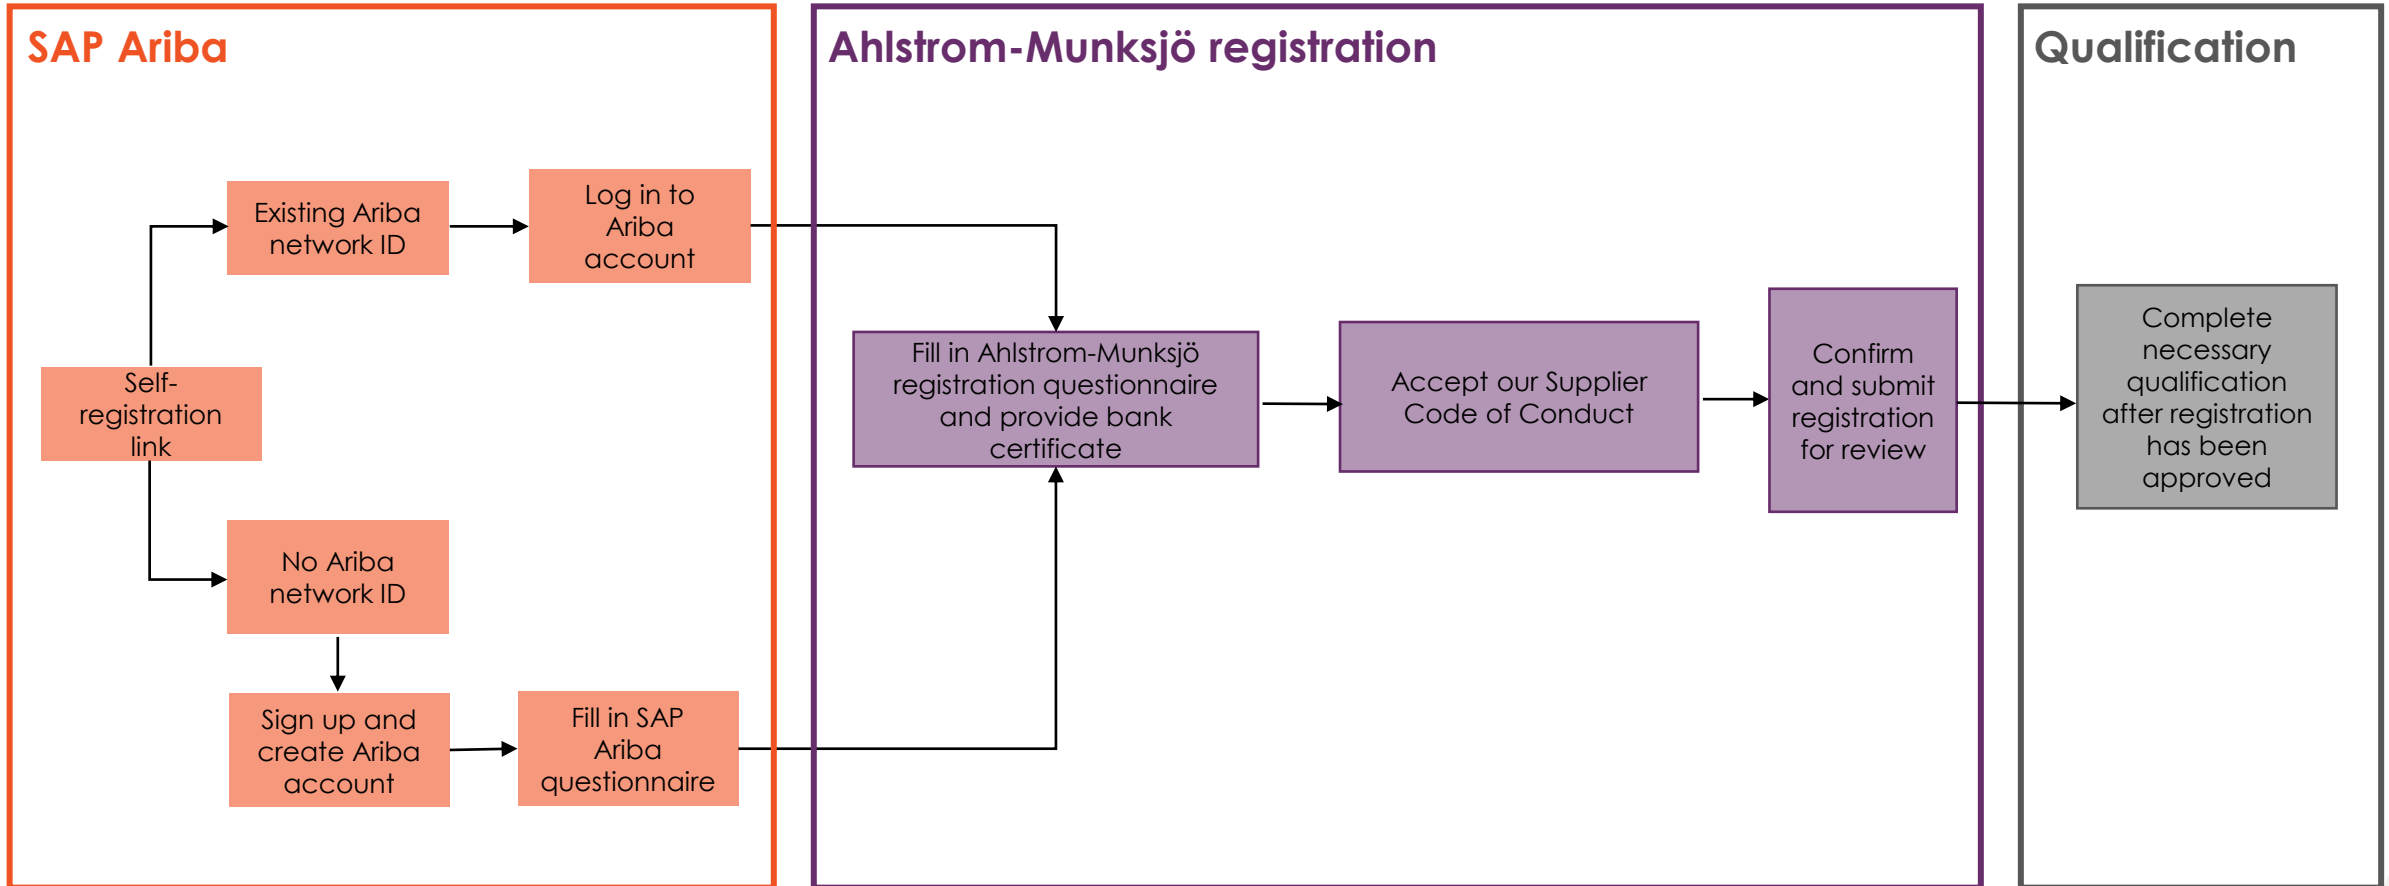 SAP Ariba
Existing Ariba
network ID
Log in to
Ariba
account
Self-
registration
link
No Ariba
network ID
Sign up and
create Ariba
account
Fill in SAP
Ariba
questionnaire
Ahlstrom-Munksjö registration
Fill in Ahlstrom-Munksjö
registration questionnaire
and provide bank
certificate
Accept our Supplier
Code of Conduct
Confirm
and submit
registration
for review
Qualification
Complete
necessary
qualification
after registration
has been
approved